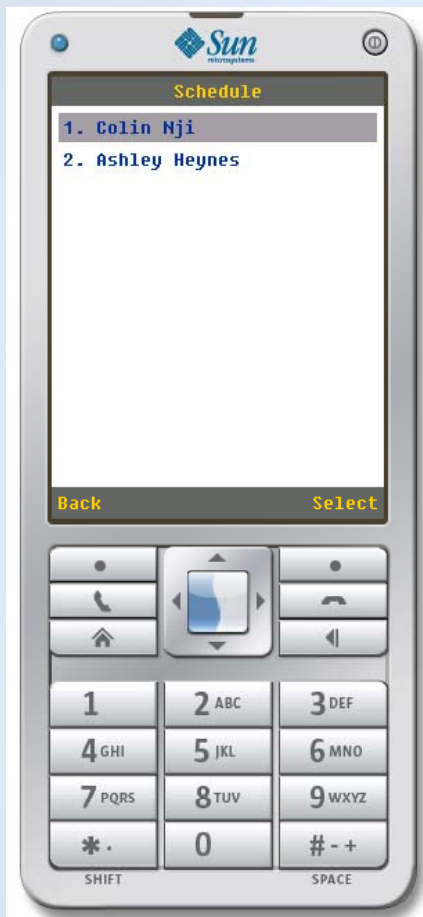 Sun
microsystems
Schedule
1. Colin Nji
2. Ashley Heynes
Back Select
1 2 ABC 3 DEF
4 GHI 5 JKL 6 MNO
7 PQRS 8 TUV 9 WXYZ
* . 0 # - +
SHIFT SPACE